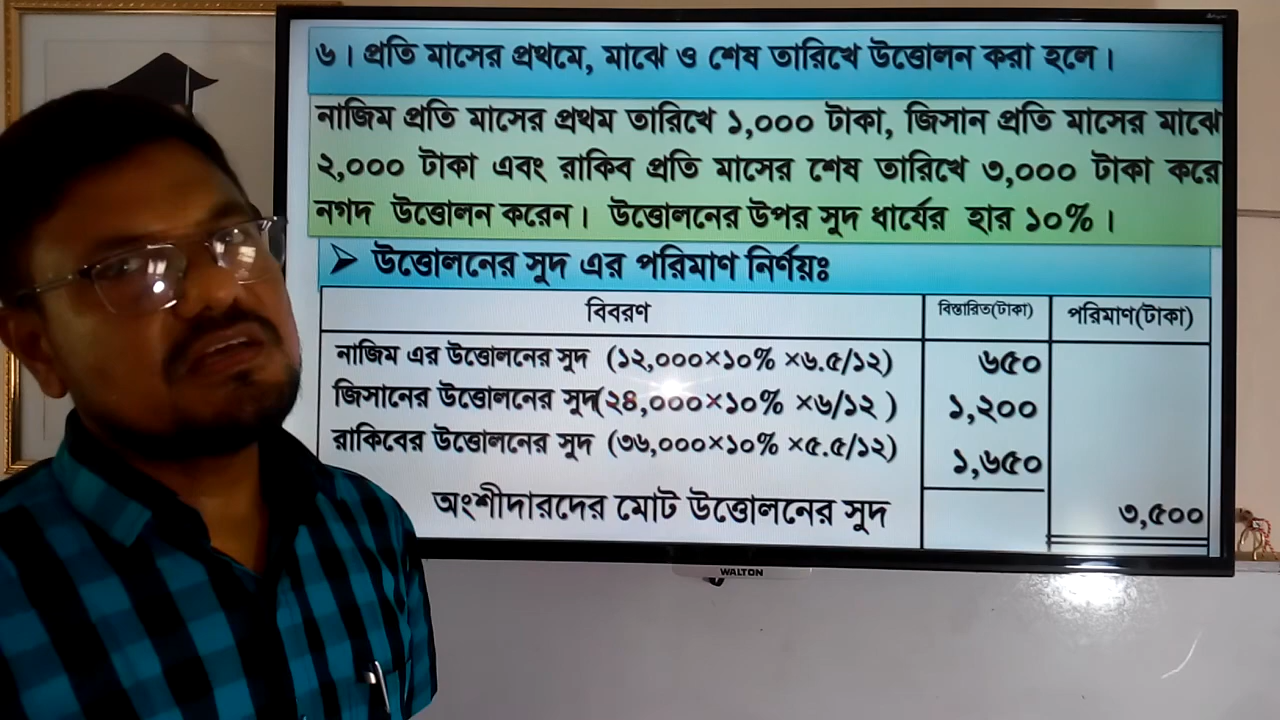 ৬। প্রতি মাসের প্রথমে, মাঝে ও শেষ তারিখে উত্তোলন করা হলে।
নাজিম প্রতি মাসের প্রথম তারিখে ১,০০০ টাকা, জিসান প্রতি মাসের মাঝে
২,০০০ টাকা এবং রাকিব প্রতি মাসের শেষ তারিখে ৩,০০০ টাকা করে
নগদ উত্তোলন করেন। উত্তোলনের উপর সুদ ধার্যের হার ১০%।
➢ উত্তোলনের সুদ এর পরিমাণ নির্ণয়ঃ
বিবরণ বিস্তারিত(টাকা) পরিমাণ(টাকা)
নাজিম এর উত্তোলনের সুদ (১২,০০০×১০% ×৬.৫/১২) ৬৫০
জিসানের উত্তোলনের সুদ(২৪,০০০×১০% ×৬/১২ ) ১,২০০
রাকিবের উত্তোলনের সুদ (৩৬,০০০×১০% ×৫.৫/১২) ১,৬৫০
অংশীদারদের মোট উত্তোলনের সুদ ৩,৫০০
WALTON